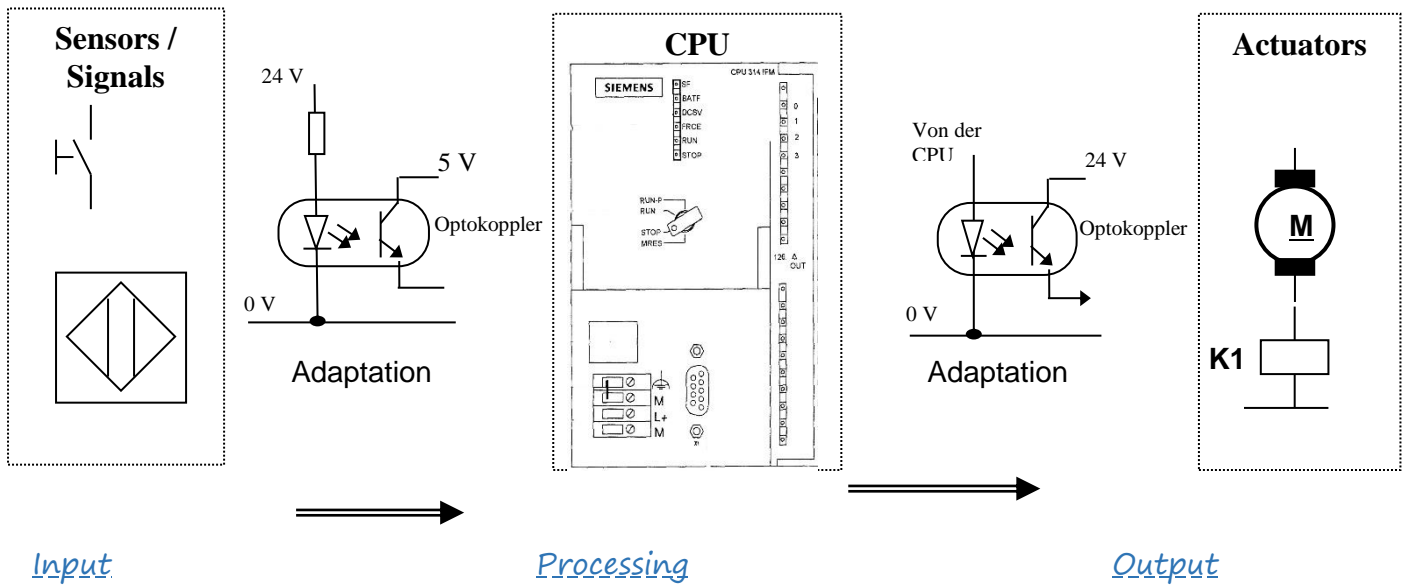 Sensors /
Signals
24 V
5 V
Optokoppler
0 V
Adaptation
CPU
CPU 314 IFM
SIEMENS
SF
BATF
DCSV
FRCE
RUN
STOP
0
1
2
3
RUN-P
RUN
STOP
MRES
126.
OUT
M
L+
M
Von der
CPU
24 V
Optokoppler
0 V
Adaptation
Actuators
M
K1
Input
Processing
Output